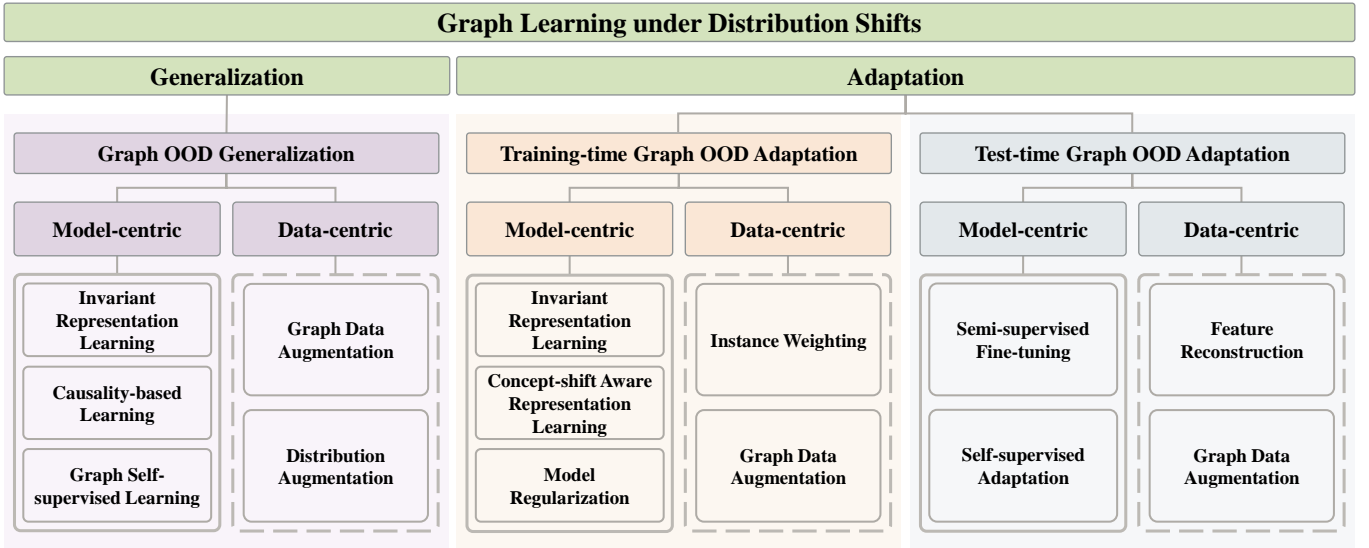 Graph Learning under Distribution Shifts
Generalization
Adaptation
Graph OOD Generalization
Training-time Graph OOD Adaptation
Test-time Graph OOD Adaptation
Model-centric
Data-centric
Model-centric
Data-centric
Model-centric
Data-centric
Invariant
Representation
Learning
Causality-based
Learning
Graph Self-
supervised Learning
Graph Data
Augmentation
Distribution
Augmentation
Invariant
Representation
Learning
Concept-shift Aware
Representation
Learning
Model
Regularization
Instance Weighting
Graph Data
Augmentation
Semi-supervised
Fine-tuning
Self-supervised
Adaptation
Feature
Reconstruction
Graph Data
Augmentation